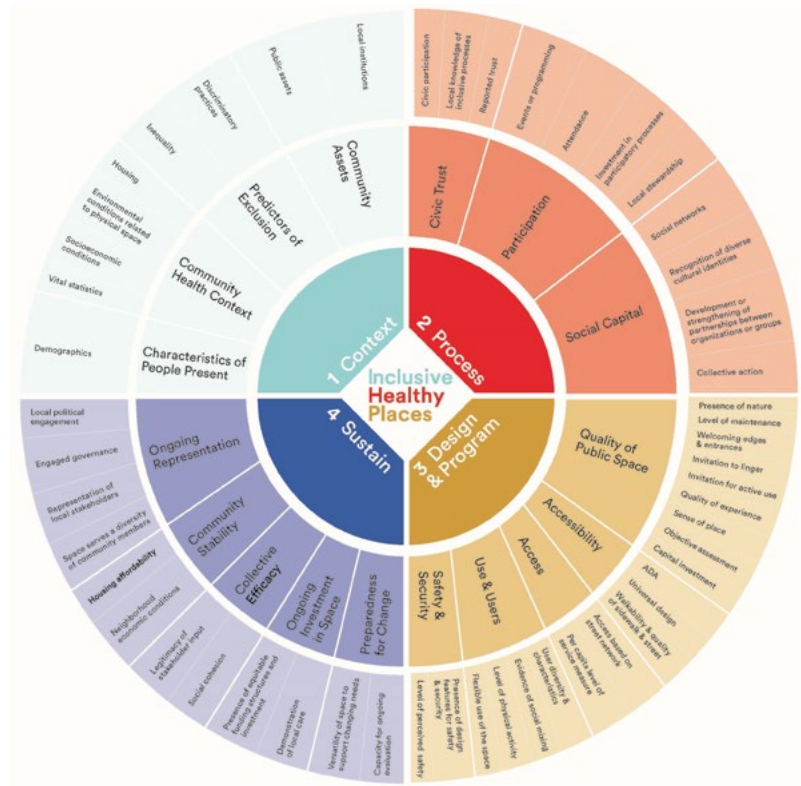 Inclusive
Healthy
Places
1 Context
Community
Assets
Local institutions
Public assets
Predictors of
Exclusion
Discriminatory
practices
Inequality
Community
Health Context
Housing
Environmental
conditions related
to physical space
Socioeconomic
conditions
Vital statistics
Characteristics of
People Present
Demographics
2 Process
Civic Trust
Civic participation
Local knowledge of
inclusive processes
Reported trust
Participation
Events or programming
Attendance
Investment in
participatory processes
Local stewardship
Social Capital
Social networks
Recognition of diverse
cultural identities
Development or
strengthening of
partnerships between
organizations or groups
Collective action
3 Design
& Program
Quality of
Public Space
Presence of nature
Level of maintenance
Welcoming edges
& entrances
Invitation to linger
Invitation for active use
Quality of experience
Sense of place
Objective assessment
Capital investment
Accessibility
ADA
Universal design
Walkability & quality
of sidewalk & street
Access
Access based on
street network
Per capita level of
service measure
Use & Users
User diversity &
characteristics
Evidence of social mixing
Level of physical activity
Flexible use of the space
Safety &
Security
Presence of design
features for safety
& security
Level of perceived safety
4 Sustain
Preparedness
for Change
Capacity for ongoing
evaluation
Versatility of space to
support changing needs
Ongoing
Investment
in Space
Demonstration
of local care
Presence of equitable
funding structures and
investment
Collective
Efficacy
Social cohesion
Legitimacy of
stakeholder input
Community
Stability
Neighborhood
economic conditions
Housing affordability
Ongoing
Representation
Space serves a diversity
of community members
Representation of
local stakeholders
Engaged governance
Local political
engagement